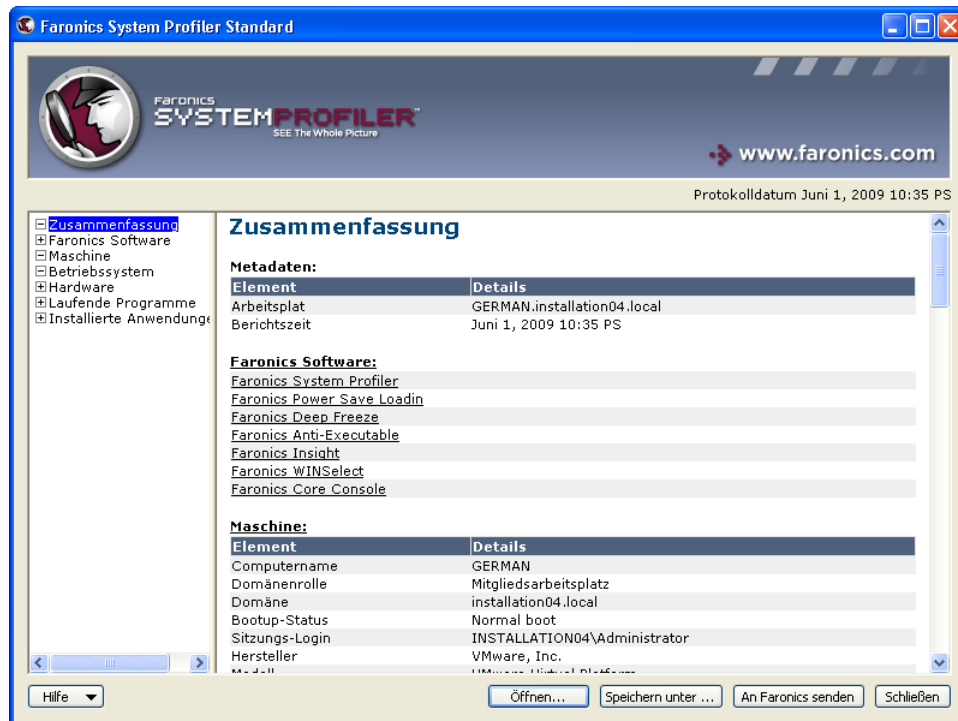 Faronics System Profiler Standard
Faronics
SYSTEMPROFILER™
SEE The Whole Picture
www.faronics.com
Protokolldatum Juni 1, 2009 10:35 PS
Zusammenfassung
Faronics Software
Maschine
Betriebssystem
Hardware
Laufende Programme
Installierte Anwendunge
Zusammenfassung
Metadaten:
Element Details
Arbeitsplat GERMAN.installation04.local
Berichtszeit Juni 1, 2009 10:35 PS
Faronics Software:
Faronics System Profiler
Faronics Power Save Loadin
Faronics Deep Freeze
Faronics Anti-Executable
Faronics Insight
Faronics WINSelect
Faronics Core Console
Maschine:
Element Details
Computername GERMAN
Domänenrolle Mitgliedsarbeitsplatz
Domäne installation04.local
Bootup-Status Normal boot
Sitzungs-Login INSTALLATION04\Administrator
Hersteller VMware, Inc.
Modell VMware Virtual Platform
Hilfe
Öffnen... Speichern unter ... An Faronics senden Schließen